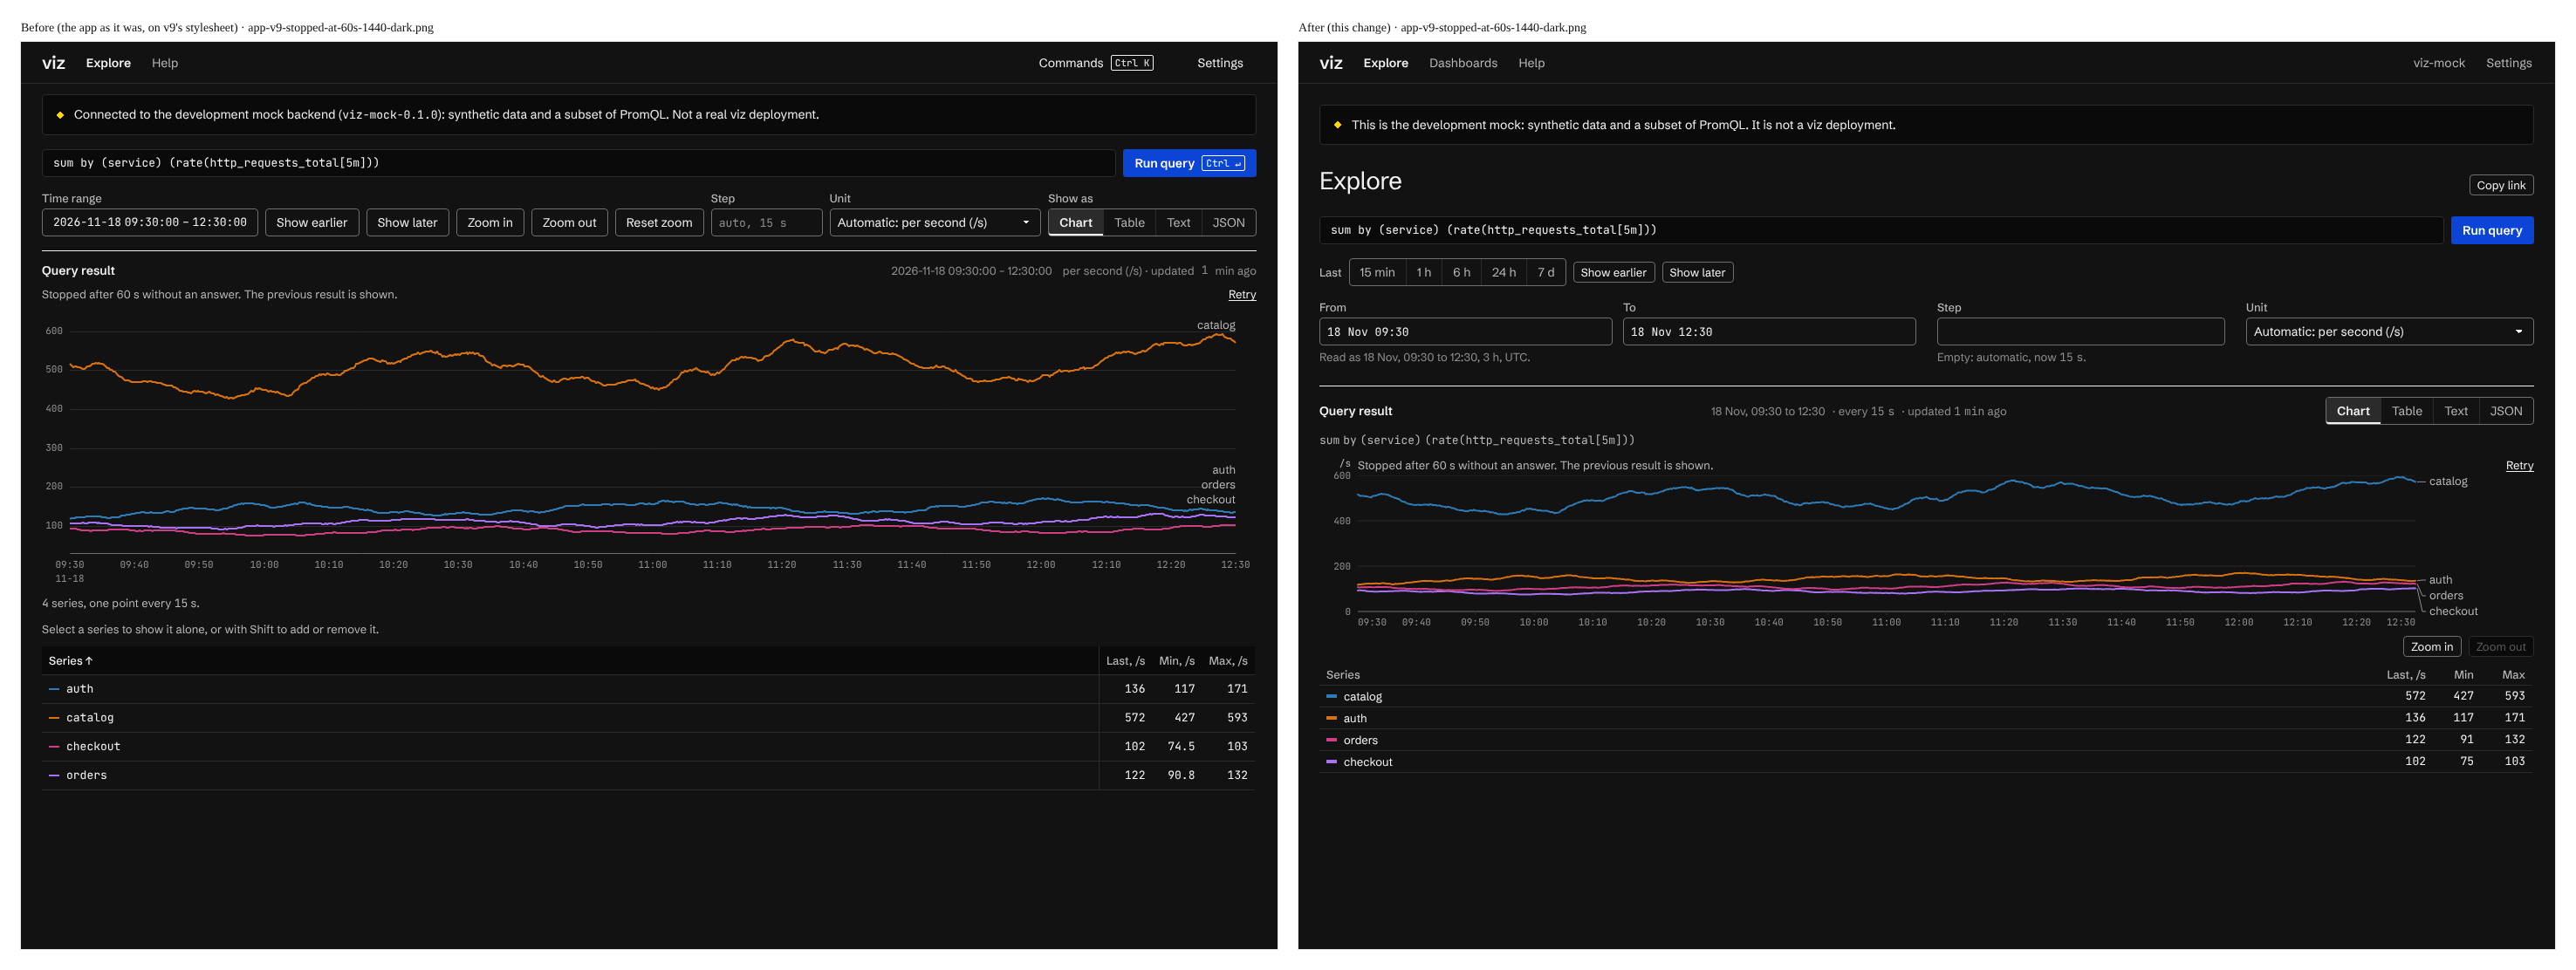 Before (the app as it was, on v9's stylesheet) · app-v9-stopped-at-60s-1440-dark.png
viz Explore Help Commands Ctrl K Settings
Connected to the development mock backend (viz-mock-0.1.0): synthetic data and a subset of PromQL. Not a real viz deployment.
sum by (service) (rate(http_requests_total[5m])) Run query Ctrl ↵
Time range Step Unit Show as
2026-11-18 09:30:00 – 12:30:00 Show earlier Show later Zoom in Zoom out Reset zoom auto, 15 s Automatic: per second (/s) Chart Table Text JSON
Query result 2026-11-18 09:30:00 – 12:30:00 per second (/s) · updated 1 min ago
Stopped after 60 s without an answer. The previous result is shown. Retry
catalog
600
500
400
300
auth
200 orders
checkout
100
09:30 09:40 09:50 10:00 10:10 10:20 10:30 10:40 10:50 11:00 11:10 11:20 11:30 11:40 11:50 12:00 12:10 12:20 12:30
11-18
4 series, one point every 15 s.
Select a series to show it alone, or with Shift to add or remove it.
Series ↑ Last, /s Min, /s Max, /s
auth 136 117 171
catalog 572 427 593
checkout 102 74.5 103
orders 122 90.8 132
After (this change) · app-v9-stopped-at-60s-1440-dark.png
viz Explore Dashboards Help viz-mock Settings
This is the development mock: synthetic data and a subset of PromQL. It is not a viz deployment.
Explore Copy link
sum by (service) (rate(http_requests_total[5m])) Run query
Last 15 min 1 h 6 h 24 h 7 d Show earlier Show later
From To Step Unit
18 Nov 09:30 18 Nov 12:30 Automatic: per second (/s)
Read as 18 Nov, 09:30 to 12:30, 3 h, UTC. Empty: automatic, now 15 s.
Query result 18 Nov, 09:30 to 12:30 · every 15 s · updated 1 min ago Chart Table Text JSON
sum by (service) (rate(http_requests_total[5m]))
/s Stopped after 60 s without an answer. The previous result is shown. Retry
600
catalog
400
200
auth
orders
0 checkout
09:30 09:40 09:50 10:00 10:10 10:20 10:30 10:40 10:50 11:00 11:10 11:20 11:30 11:40 11:50 12:00 12:10 12:20 12:30
Zoom in Zoom out
Series Last, /s Min Max
catalog 572 427 593
auth 136 117 171
orders 122 91 132
checkout 102 75 103